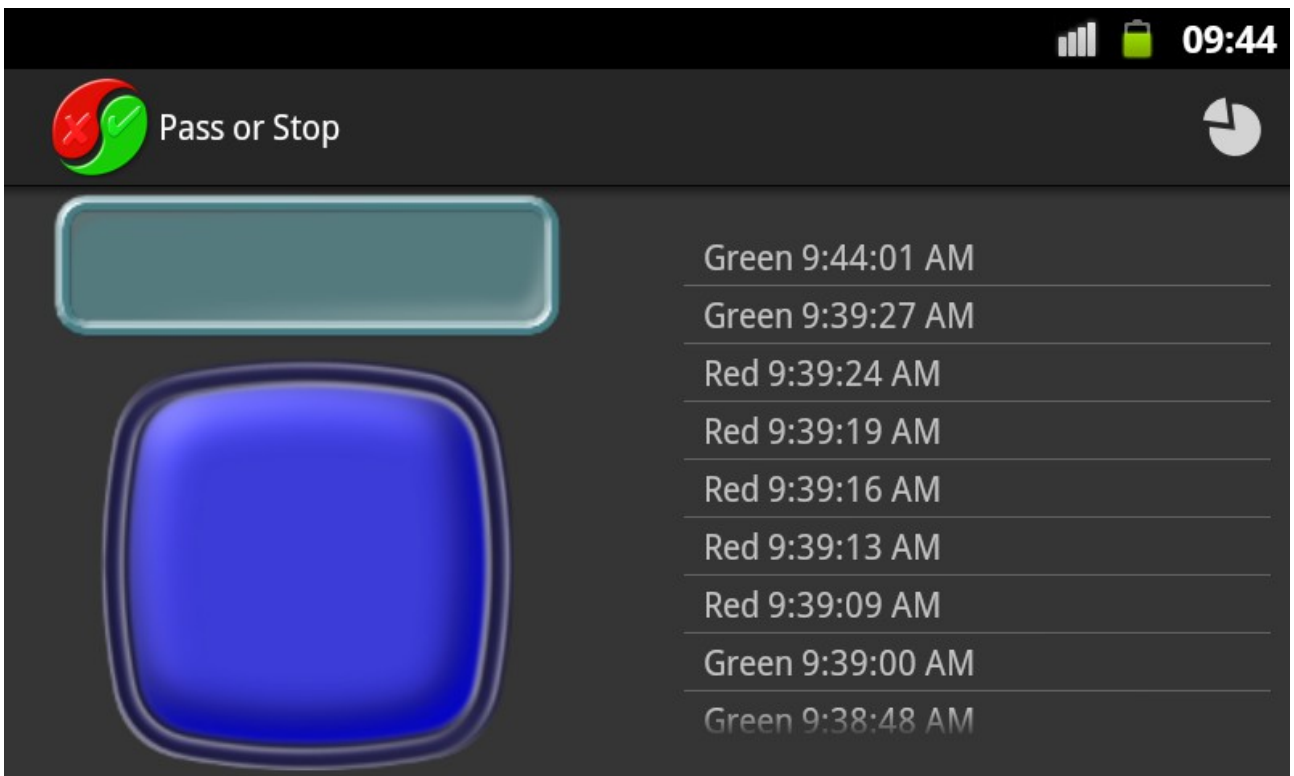 09:44
Pass or Stop
Green 9:44:01 AM
Green 9:39:27 AM
Red 9:39:24 AM
Red 9:39:19 AM
Red 9:39:16 AM
Red 9:39:13 AM
Red 9:39:09 AM
Green 9:39:00 AM
Green 9:38:48 AM